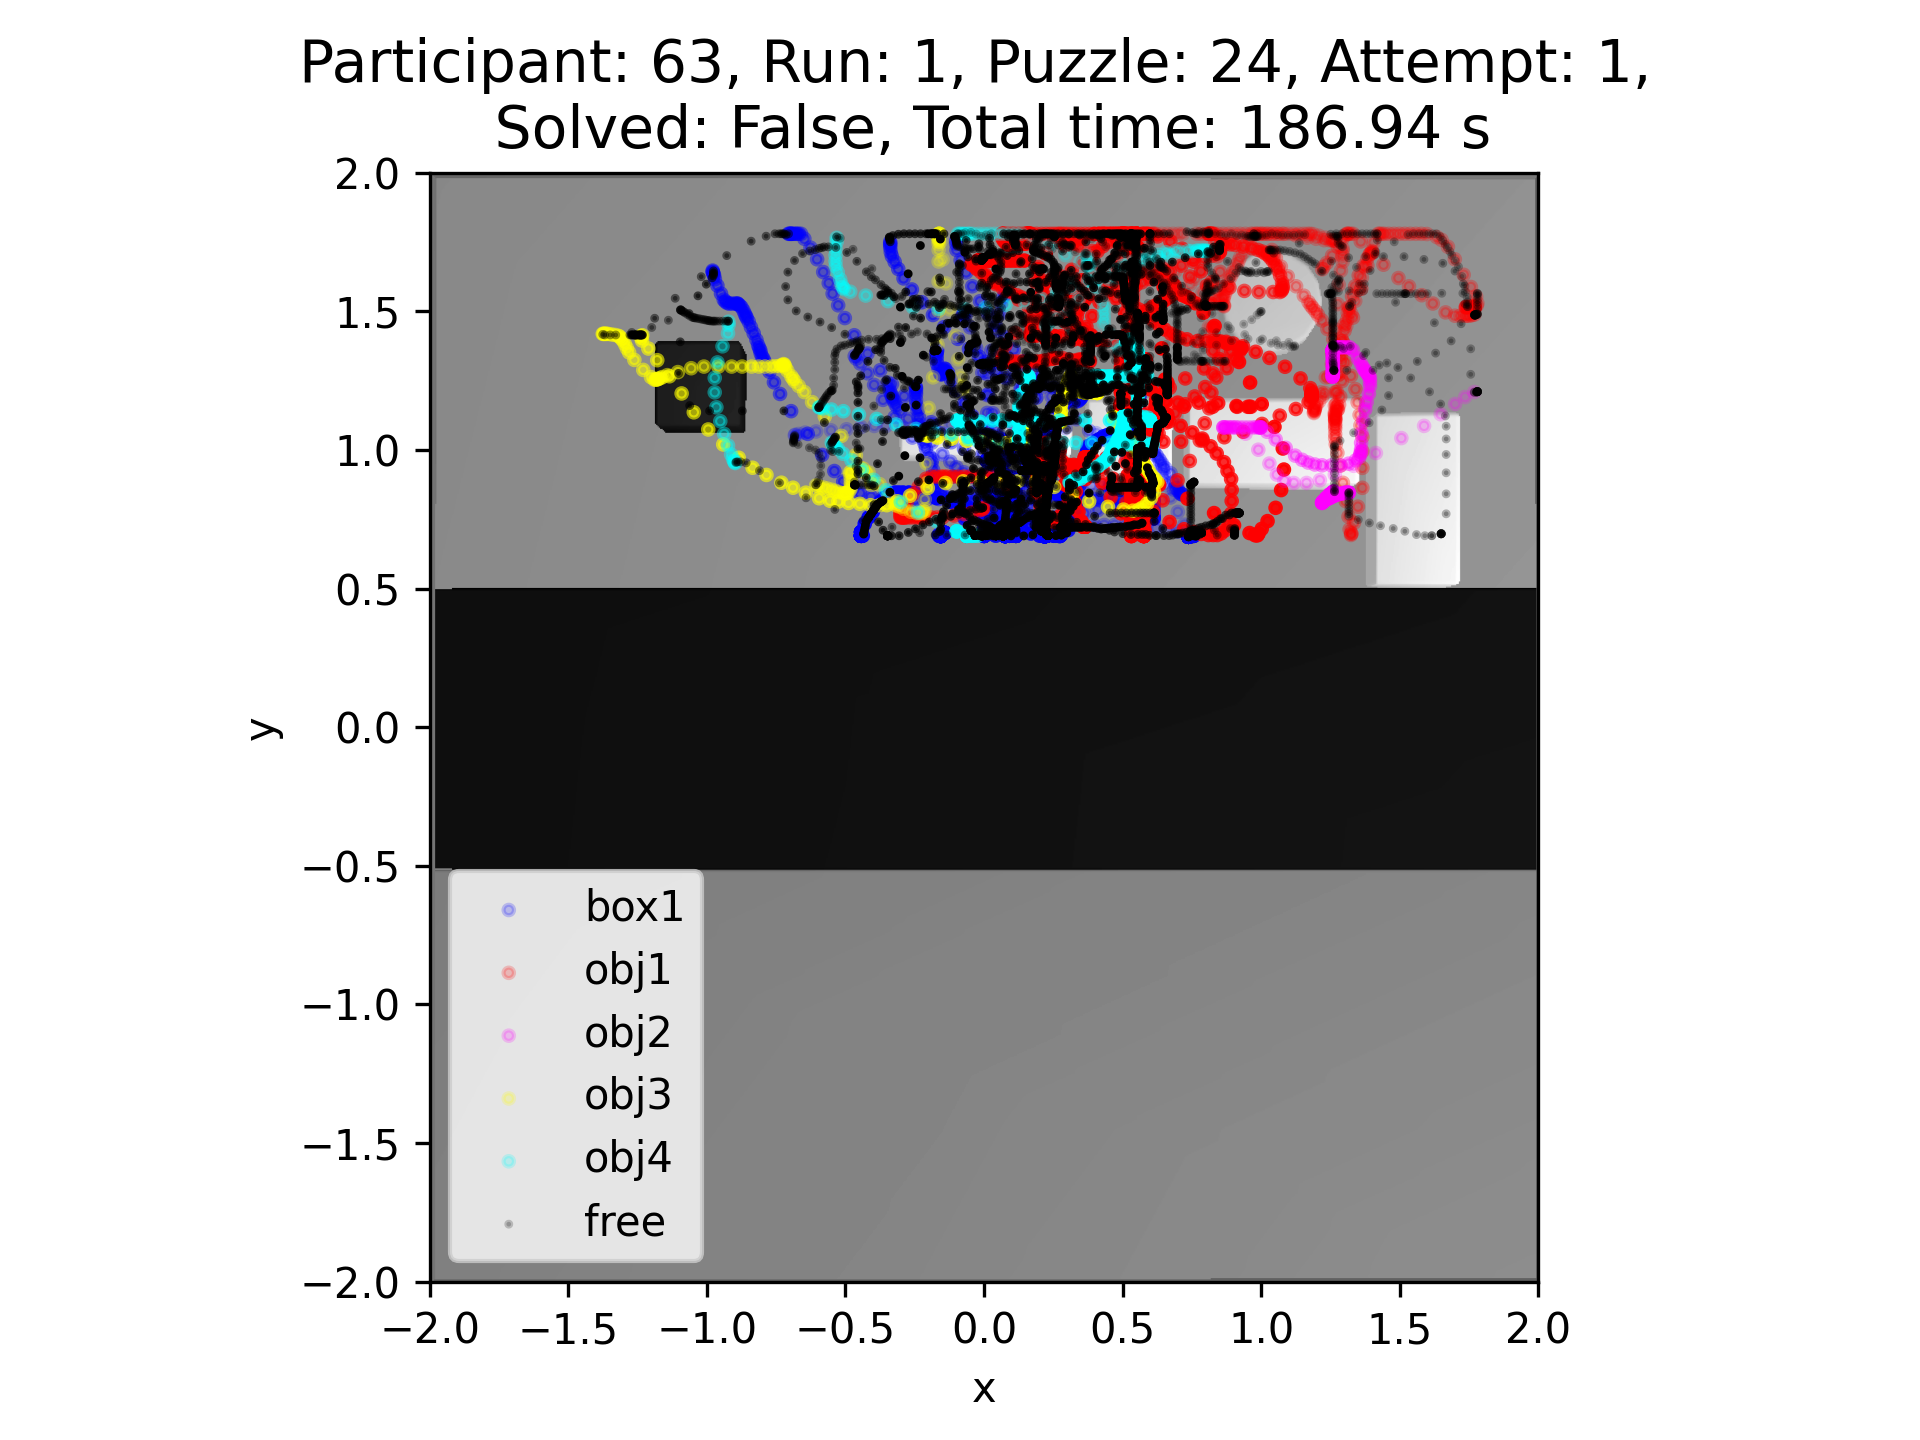 Participant: 63, Run: 1, Puzzle: 24, Attempt: 1,
Solved: False, Total time: 186.94 s
2.0
1.5
1.0
0.5
0.0
−0.5
−1.0
−1.5
−2.0
y
box1
obj1
obj2
obj3
obj4
free
−2.0 −1.5 −1.0 −0.5 0.0 0.5 1.0 1.5 2.0
x